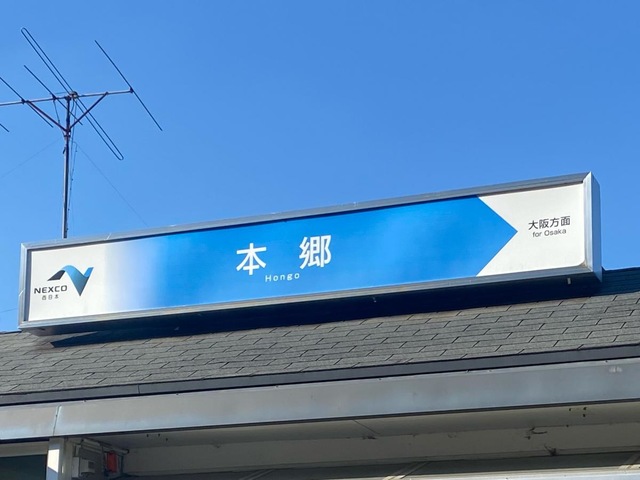 NEXCO
西日本
本郷
Hongo
大阪方面
for Osaka